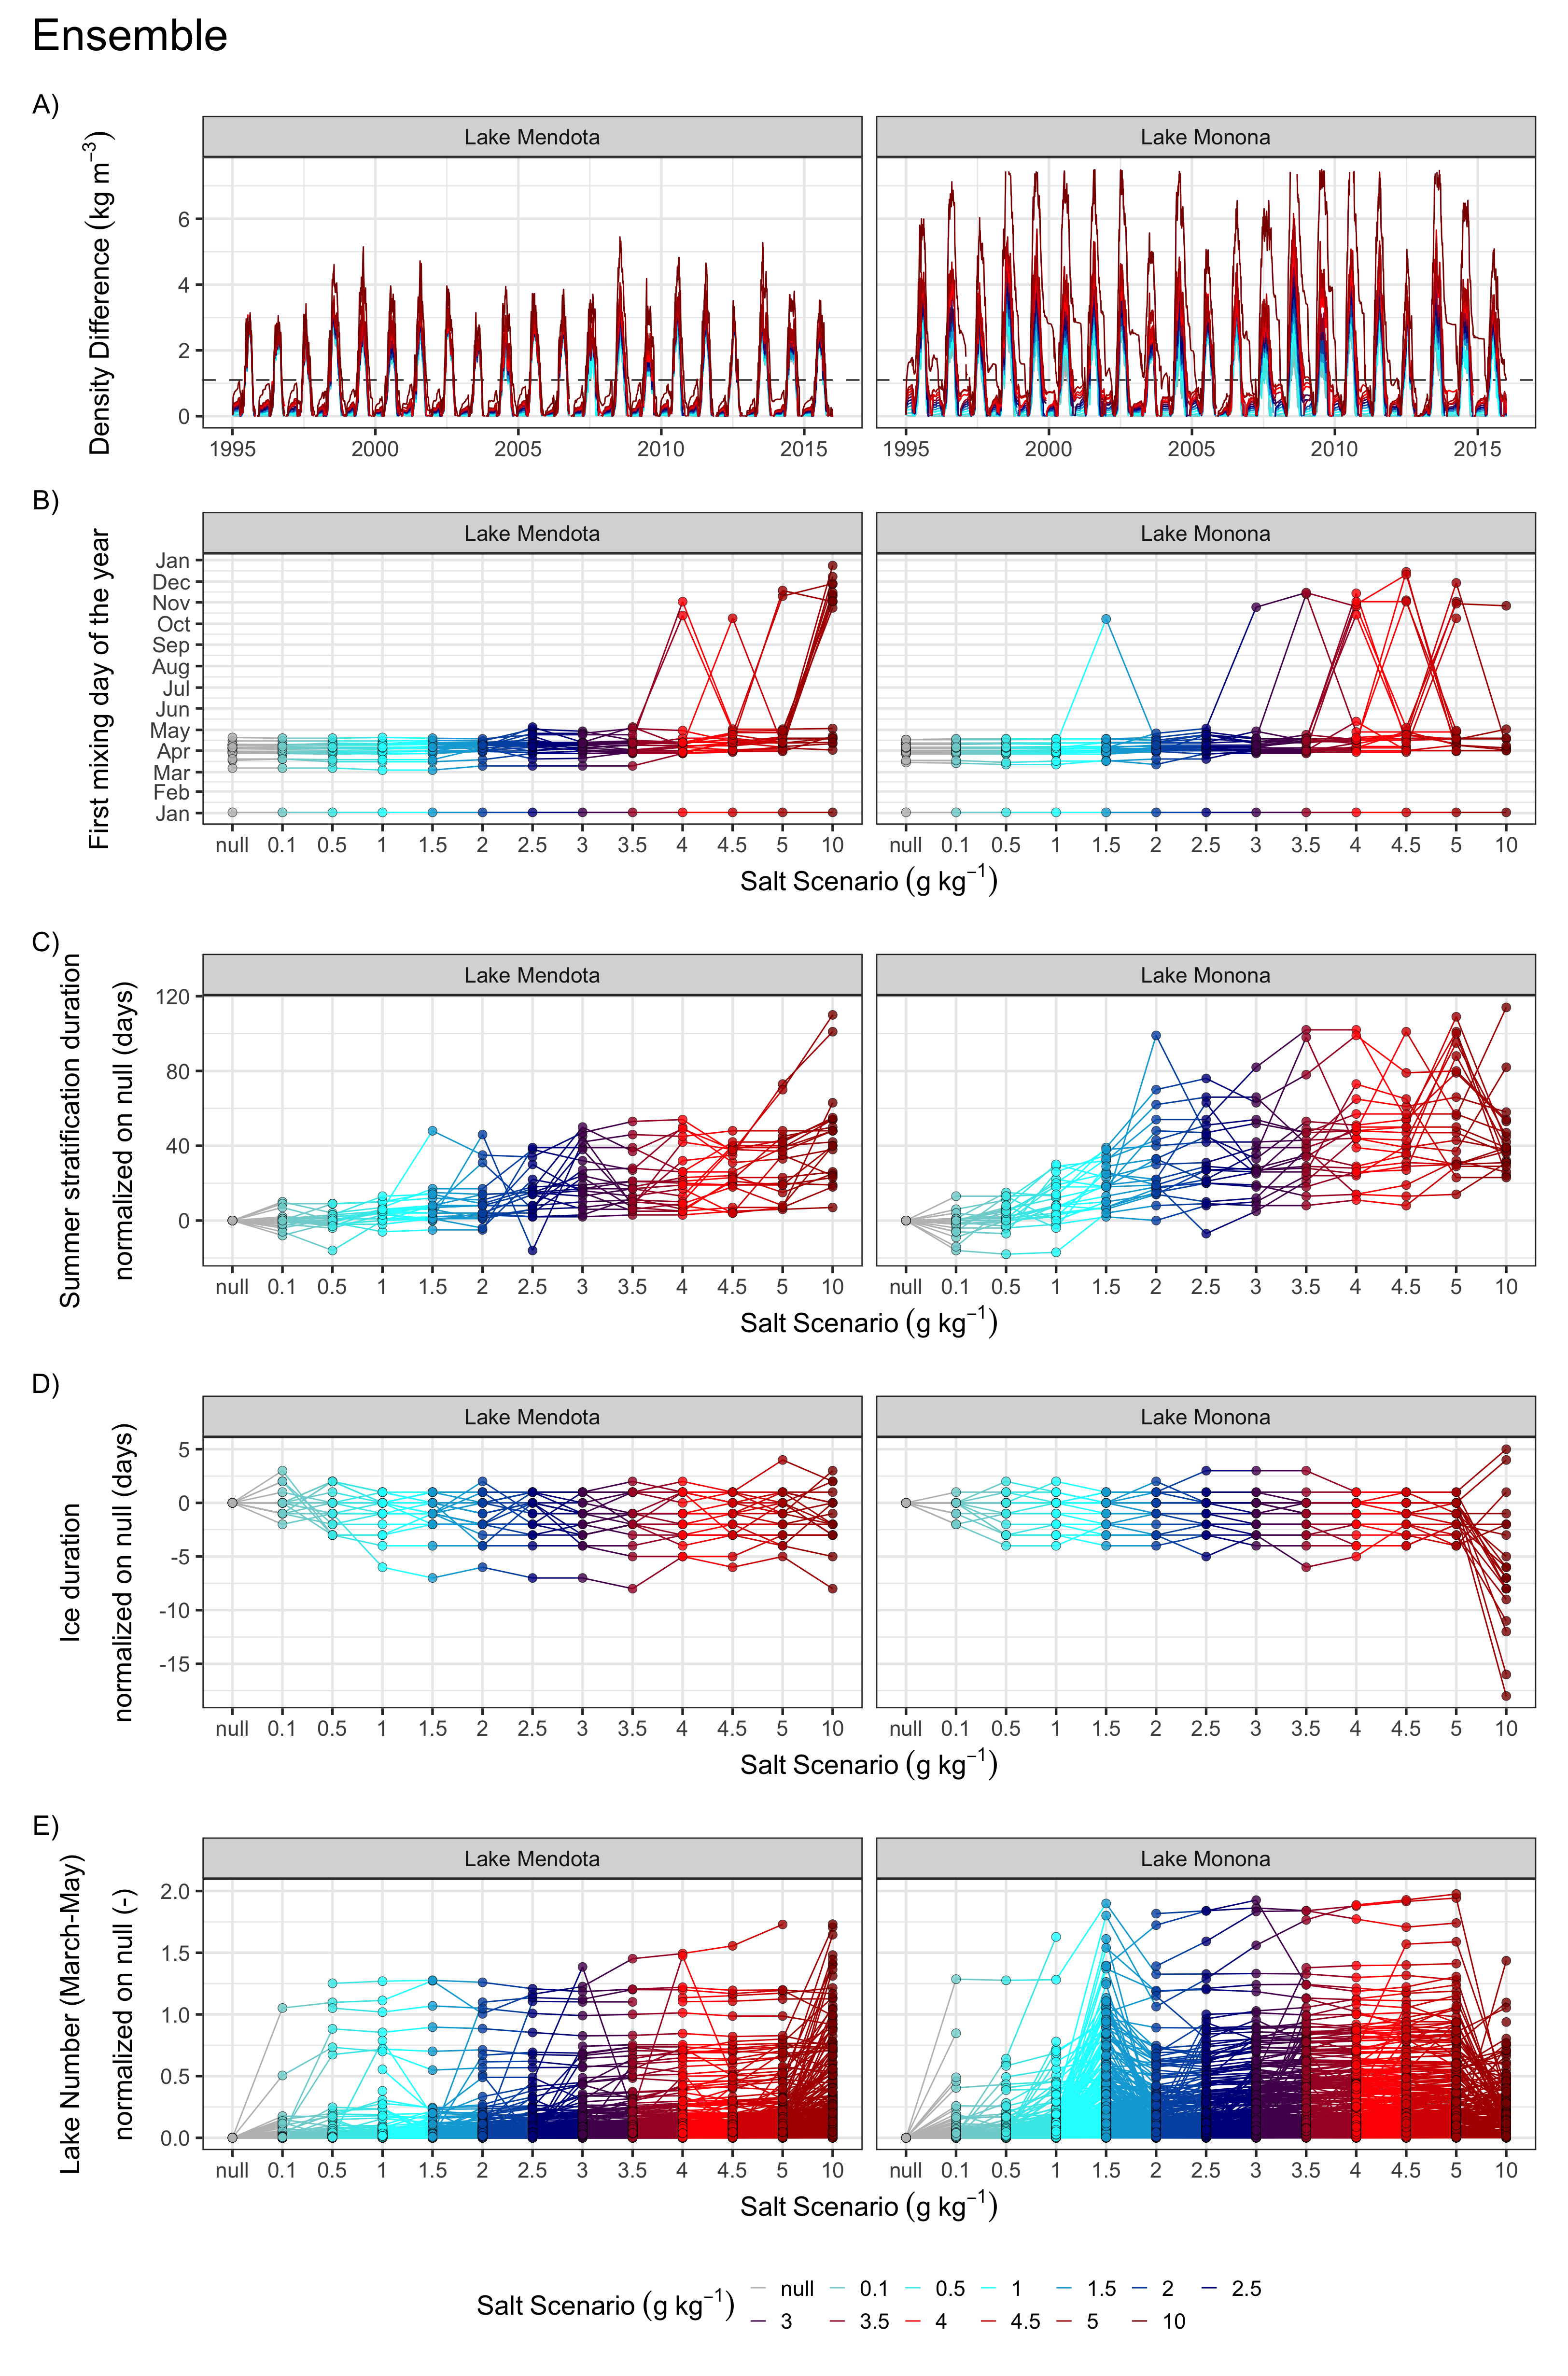 Ensemble
A)
Lake Mendota
Lake Monona
Density Difference (kg m⁻³)
6
4
2
0
1995 2000 2005 2010 2015
1995 2000 2005 2010 2015
B)
Lake Mendota
Lake Monona
First mixing day of the year
Jan
Dec
Nov
Oct
Sep
Aug
Jul
Jun
May
Apr
Mar
Feb
Jan
null 0.1 0.5 1 1.5 2 2.5 3 3.5 4 4.5 5 10
null 0.1 0.5 1 1.5 2 2.5 3 3.5 4 4.5 5 10
Salt Scenario (g kg⁻¹)
C)
Lake Mendota
Lake Monona
Summer stratification duration
normalized on null (days)
120
80
40
0
null 0.1 0.5 1 1.5 2 2.5 3 3.5 4 4.5 5 10
null 0.1 0.5 1 1.5 2 2.5 3 3.5 4 4.5 5 10
Salt Scenario (g kg⁻¹)
D)
Lake Mendota
Lake Monona
Ice duration
normalized on null (days)
5
0
-5
-10
-15
null 0.1 0.5 1 1.5 2 2.5 3 3.5 4 4.5 5 10
null 0.1 0.5 1 1.5 2 2.5 3 3.5 4 4.5 5 10
Salt Scenario (g kg⁻¹)
E)
Lake Mendota
Lake Monona
Lake Number (March-May)
normalized on null (-)
2.0
1.5
1.0
0.5
0.0
null 0.1 0.5 1 1.5 2 2.5 3 3.5 4 4.5 5 10
null 0.1 0.5 1 1.5 2 2.5 3 3.5 4 4.5 5 10
Salt Scenario (g kg⁻¹)
Salt Scenario (g kg⁻¹)
null 0.1 0.5 1 1.5 2 2.5
3 3.5 4 4.5 5 10